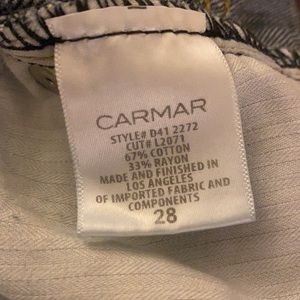 CARMAR
STYLE# D41 2272
CUT# L2071
67% COTTON
33% RAYON
MADE AND FINISHED IN
LOS ANGELES
OF IMPORTED FABRIC AND
COMPONENTS
28